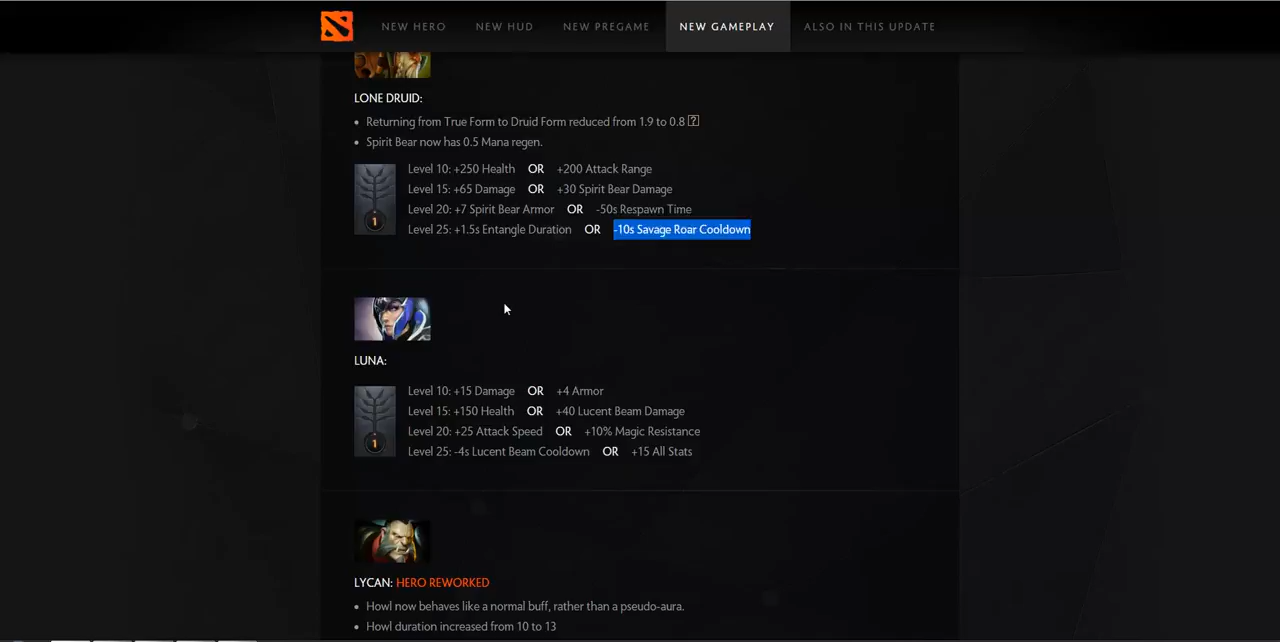 NEW HERO NEW HUD NEW PREGAME NEW GAMEPLAY ALSO IN THIS UPDATE
LONE DRUID:
• Returning from True Form to Druid Form reduced from 1.9 to 0.8 ?
• Spirit Bear now has 0.5 Mana regen.
Level 10: +250 Health OR +200 Attack Range
Level 15: +65 Damage OR +30 Spirit Bear Damage
Level 20: +7 Spirit Bear Armor OR -50s Respawn Time
1
Level 25: +1.5s Entangle Duration OR -10s Savage Roar Cooldown
LUNA:
Level 10: +15 Damage OR +4 Armor
Level 15: +150 Health OR +40 Lucent Beam Damage
Level 20: +25 Attack Speed OR +10% Magic Resistance
1
Level 25: -4s Lucent Beam Cooldown OR +15 All Stats
LYCAN: HERO REWORKED
• Howl now behaves like a normal buff, rather than a pseudo-aura.
• Howl duration increased from 10 to 13